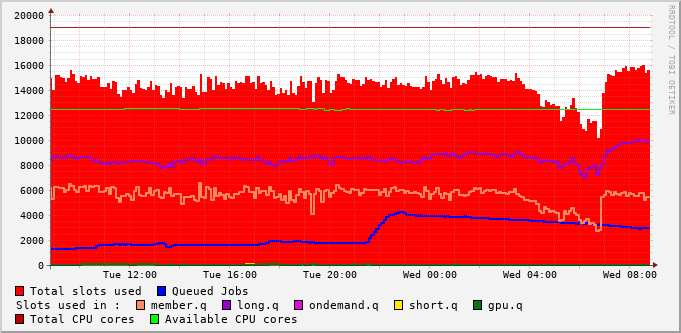 RRDTOOL / TOBI OETIKER
20000
18000
16000
14000
12000
10000
8000
6000
4000
2000
0
Tue 12:00 Tue 16:00 Tue 20:00 Wed 00:00 Wed 04:00 Wed 08:00
Total slots used Queued Jobs
Slots used in : member.q long.q ondemand.q short.q gpu.q
Total CPU cores Available CPU cores